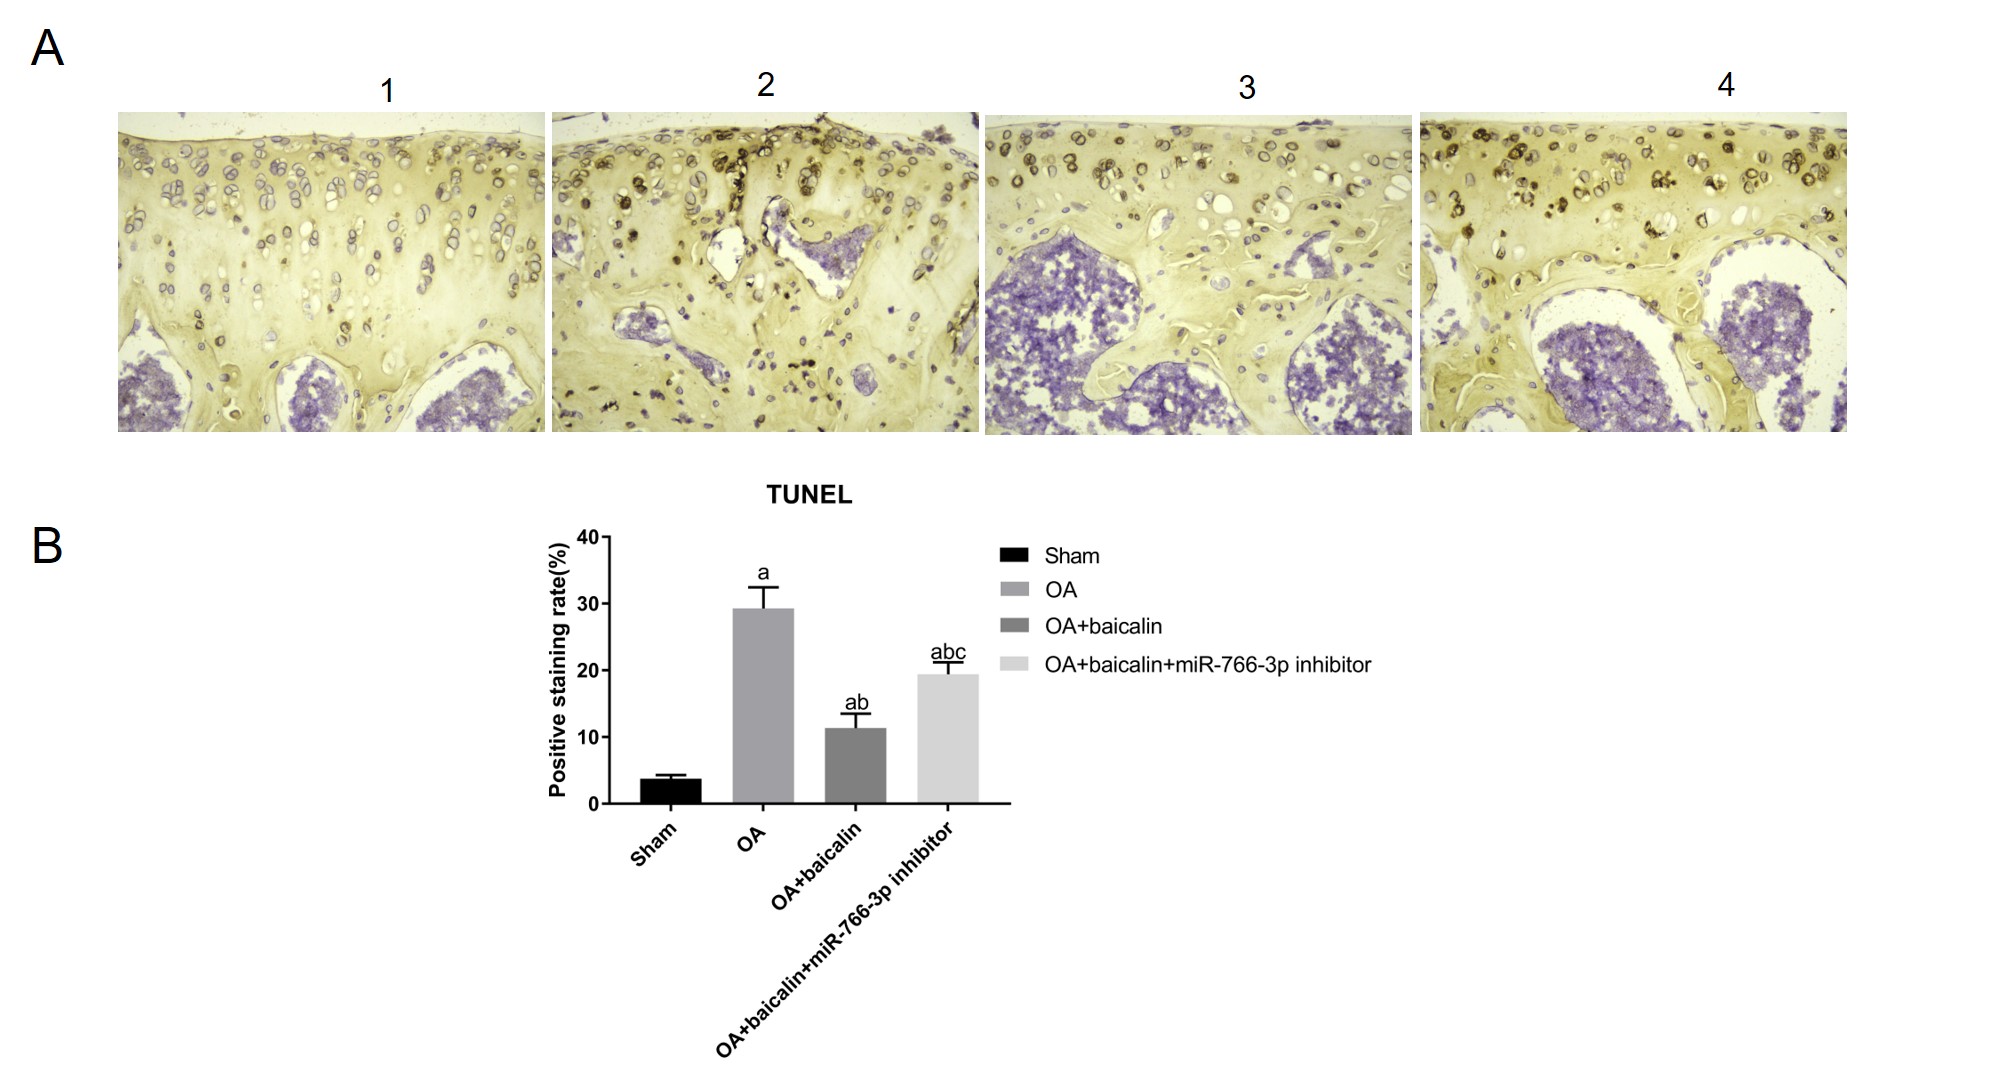 A
1
2
3
4
TUNEL
B
Positive staining rate(%)
40
30
20
10
0
a
ab
abc
Sham
OA
OA+baicalin
OA+baicalin+miR-766-3p inhibitor
Sham
OA
OA+baicalin
OA+baicalin+miR-766-3p inhibitor